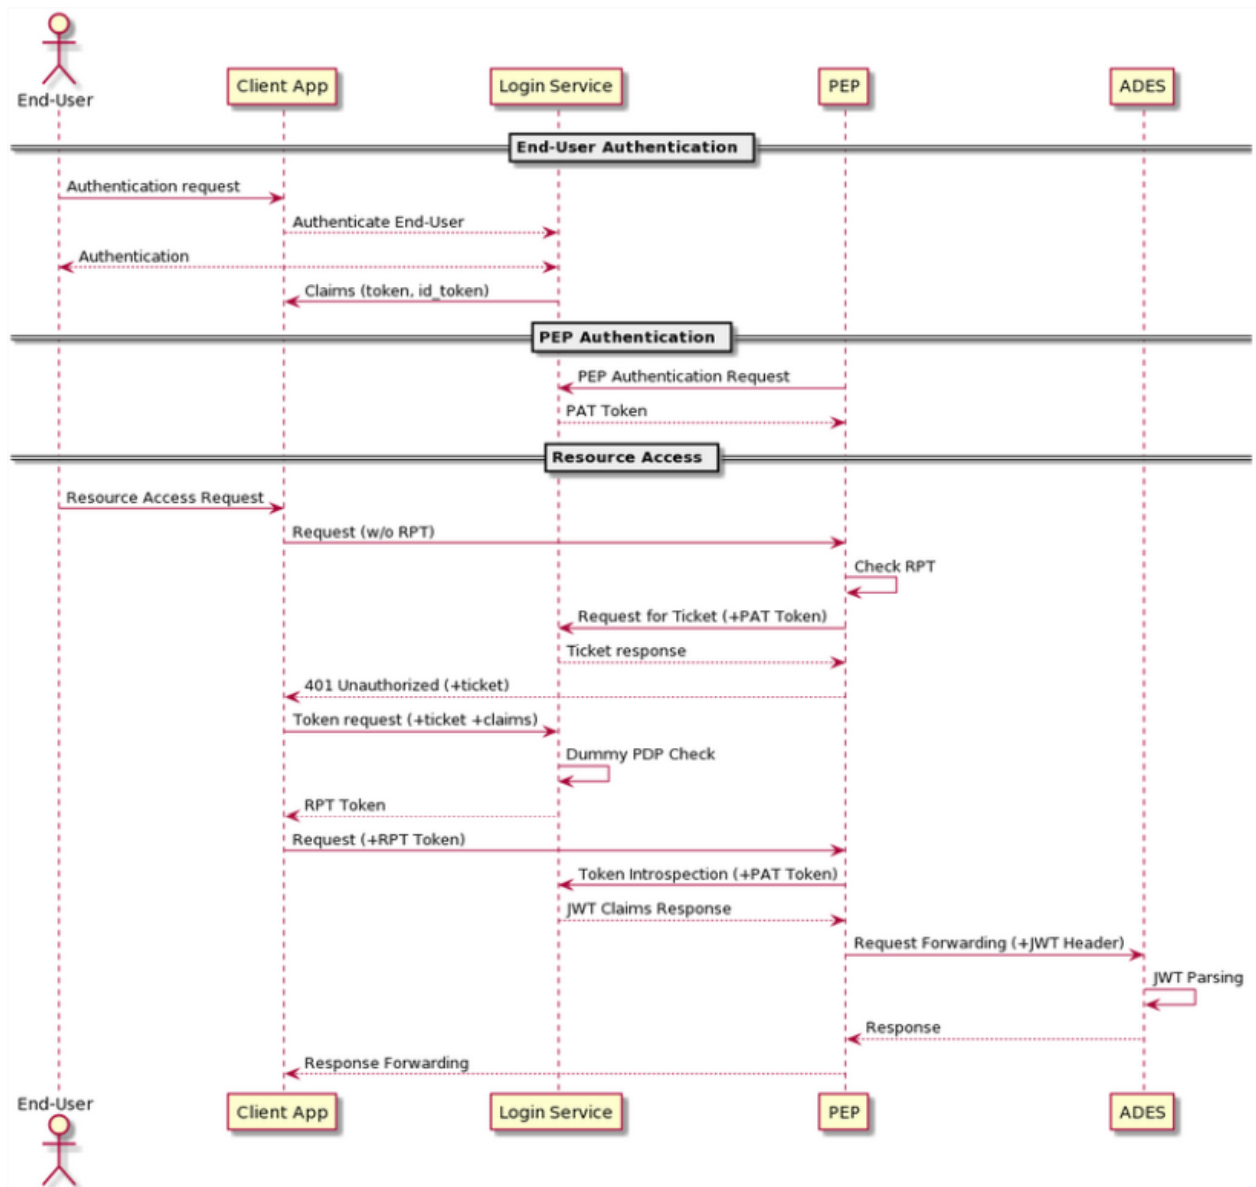 End-User
Client App
Login Service
PEP
ADES
End-User Authentication
Authentication request
Authenticate End-User
Authentication
Claims (token, id_token)
PEP Authentication
PEP Authentication Request
PAT Token
Resource Access
Resource Access Request
Request (w/o RPT)
Check RPT
Request for Ticket (+PAT Token)
Ticket response
401 Unauthorized (+ticket)
Token request (+ticket +claims)
Dummy PDP Check
RPT Token
Request (+RPT Token)
Token Introspection (+PAT Token)
JWT Claims Response
Request Forwarding (+JWT Header)
JWT Parsing
Response
Response Forwarding
End-User
Client App
Login Service
PEP
ADES